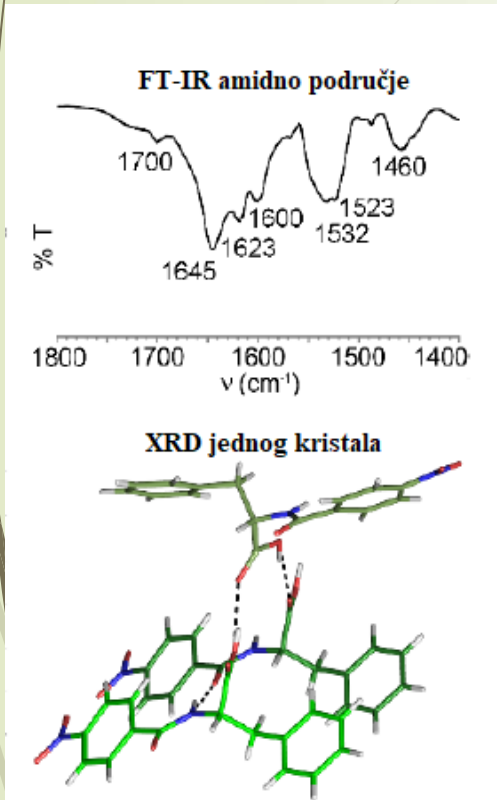 FT-IR amidno područje
1700
1460
1600
1523
1623
1532
1645
% T
1800 1700 1600 1500 1400
ν (cm-1)
XRD jednog kristala